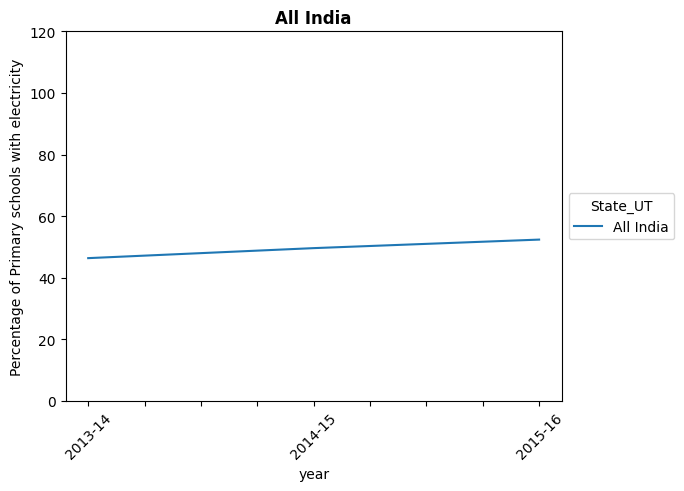 All India
Percentage of Primary schools with electricity
120
100
80
60
40
20
0
2013-14
2014-15
2015-16
year
State_UT
All India